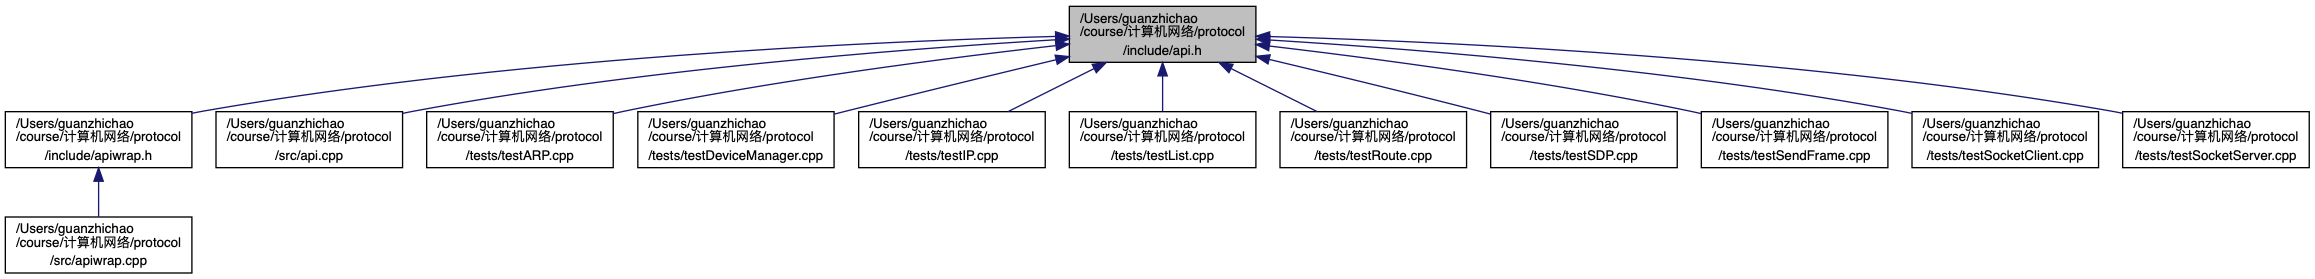 /Users/guanzhichao
/course/计算机网络/protocol
/include/api.h
/Users/guanzhichao
/course/计算机网络/protocol
/include/apiwrap.h
/Users/guanzhichao
/course/计算机网络/protocol
/src/api.cpp
/Users/guanzhichao
/course/计算机网络/protocol
/tests/testARP.cpp
/Users/guanzhichao
/course/计算机网络/protocol
/tests/testDeviceManager.cpp
/Users/guanzhichao
/course/计算机网络/protocol
/tests/testIP.cpp
/Users/guanzhichao
/course/计算机网络/protocol
/tests/testList.cpp
/Users/guanzhichao
/course/计算机网络/protocol
/tests/testRoute.cpp
/Users/guanzhichao
/course/计算机网络/protocol
/tests/testSDP.cpp
/Users/guanzhichao
/course/计算机网络/protocol
/tests/testSendFrame.cpp
/Users/guanzhichao
/course/计算机网络/protocol
/tests/testSocketClient.cpp
/Users/guanzhichao
/course/计算机网络/protocol
/tests/testSocketServer.cpp
/Users/guanzhichao
/course/计算机网络/protocol
/src/apiwrap.cpp